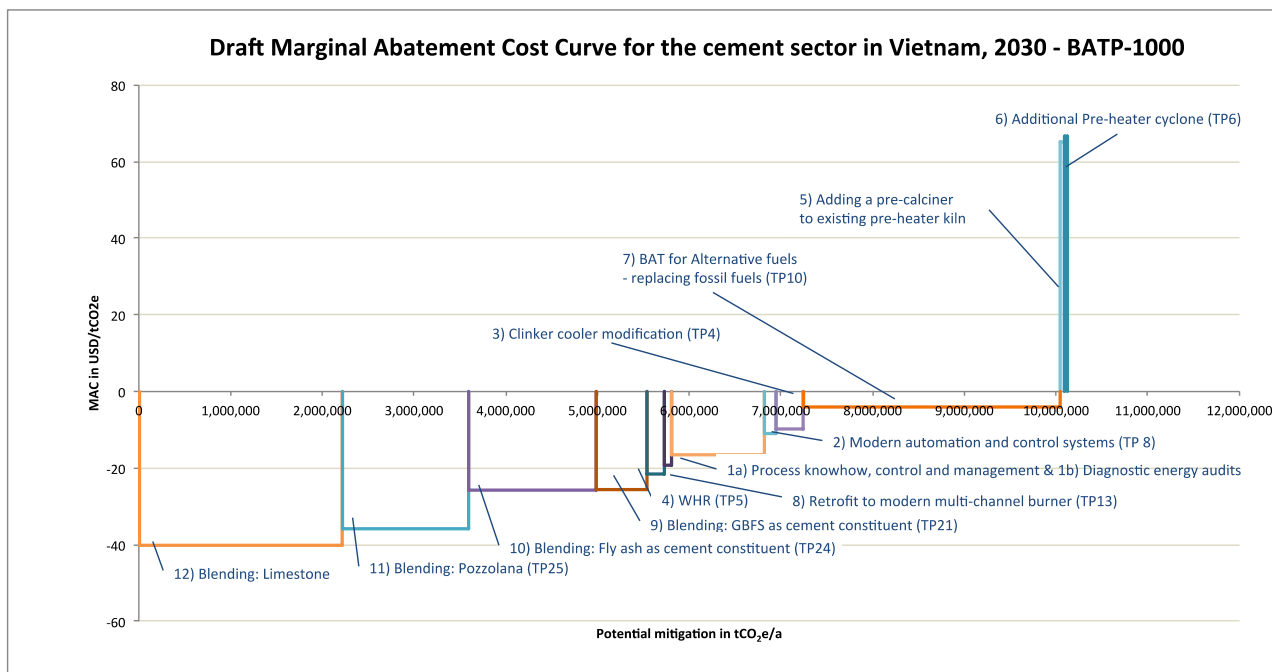 Draft Marginal Abatement Cost Curve for the cement sector in Vietnam, 2030 - BATP-1000
80
60
40
20
0
-20
-40
-60
MAC in USD/tCO2e
0
1,000,000
2,000,000
3,000,000
4,000,000
5,000,000
6,000,000
7,000,000
8,000,000
9,000,000
10,000,000
11,000,000
12,000,000
6) Additional Pre-heater cyclone (TP6)
5) Adding a pre-calciner
to existing pre-heater kiln
7) BAT for Alternative fuels
- replacing fossil fuels (TP10)
3) Clinker cooler modification (TP4)
2) Modern automation and control systems (TP 8)
1a) Process knowhow, control and management & 1b) Diagnostic energy audits
4) WHR (TP5)
8) Retrofit to modern multi-channel burner (TP13)
9) Blending: GBFS as cement constituent (TP21)
10) Blending: Fly ash as cement constituent (TP24)
11) Blending: Pozzolana (TP25)
12) Blending: Limestone
Potential mitigation in tCO₂e/a